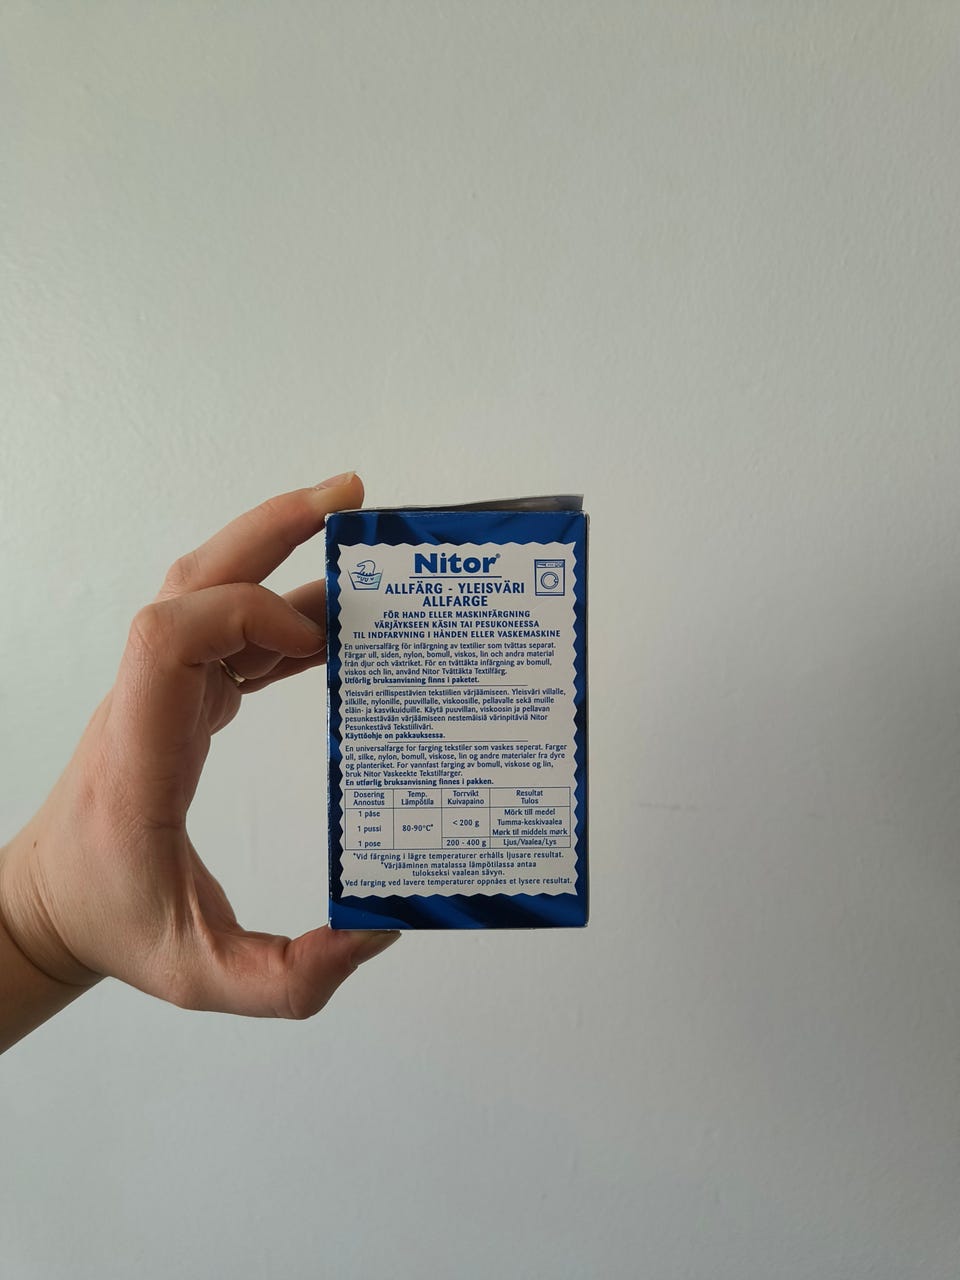 Nitor®
ALLFÄRG - YLEISVÄRI
ALLFARGE
FÖR HAND ELLER MASKINFÄRGNING
VÄRJÄYKSEEN KÄSIN TAI PESUKONEESSA
TIL INDFARVNING I HÅNDEN ELLER VASKEMASKINE
En universalfärg för infärgning av textilier som tvättas separat.
Färgar ull, siden, nylon, bomull, viskos, lin och andra material
från djur och växtriket. För en tvättäkta infärgning av bomull,
viskos och lin, använd Nitor Tvättäkta Textilfärg.
Utförlig bruksanvisning finns i paketet.
Yleisväri erillispestävien tekstiilien värjäämiseen. Yleisväri villalle,
silkille, nylonille, puuvillalle, viskoosille, pellavalle sekä muille
eläin- ja kasvikuiduille. Käytä puuvillan, viskoosin ja pellavan
pesunkestävään värjäämiseen nestemäisiä värinpitäviä Nitor
Pesunkestävä Tekstiiliväri.
Käyttöohje on pakkauksessa.
En universalfarge for farging tekstiler som vaskes seperat. Farger
ull, silke, nylon, bomull, viskose, lin og andre materialer fra dyre
og planteriket. For vannfast farging av bomull, viskose og lin,
bruk Nitor Vaskeekte Tekstilfarger.
En utførlig bruksanvisning finnes i pakken.
Dosering Temp. Torrvikt Resultat
Annostus Lämpötila Kuivapaino Tulos
1 påse Mörk till medel
1 pussi 80-90°C* < 200 g Tumma-keskivaalea
Mørk til middels mørk
1 pose 200 - 400 g Ljus/Vaalea/Lys
*Vid färgning i lägre temperaturer erhålls ljusare resultat.
*Värjääminen matalassa lämpötilassa antaa
tulokseksi vaalean sävyn.
Ved farging ved lavere temperaturer oppnåes et lysere resultat.